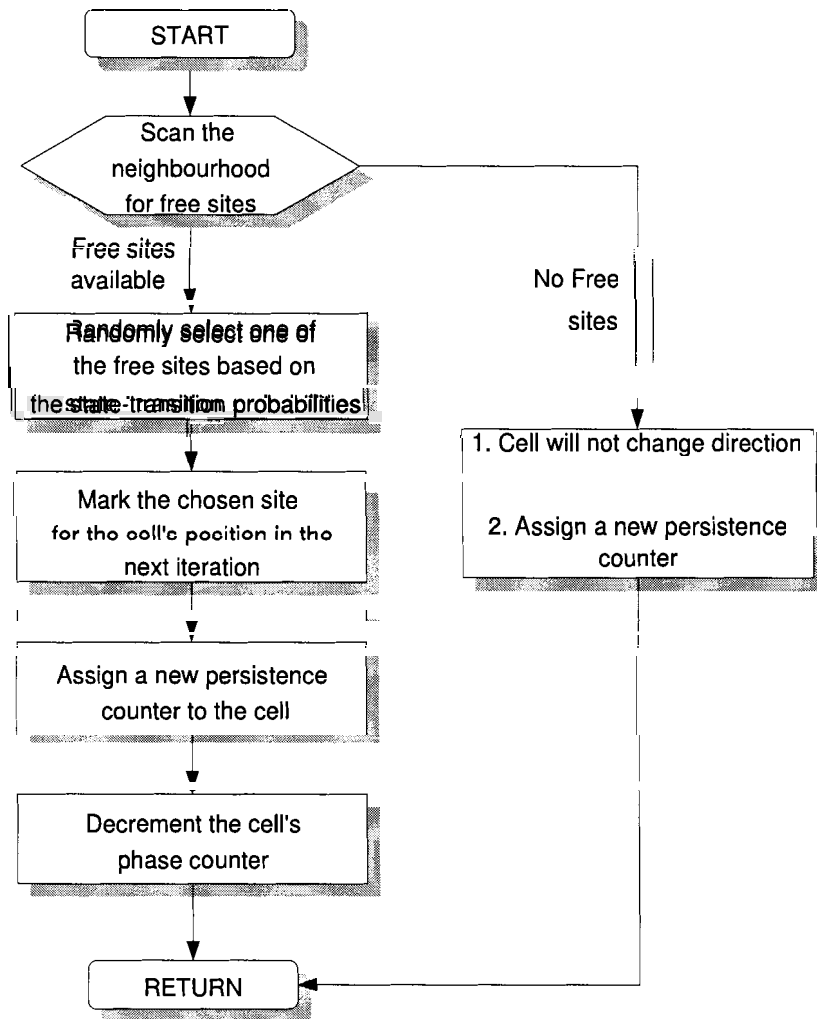 START
Scan the
neighbourhood
for free sites
Free sites
available
No Free
sites
Randomly select one of
the free sites based on
the state-transition probabilities
1. Cell will not change direction
2. Assign a new persistence
counter
Mark the chosen site
for the cell's position in the
next iteration
Assign a new persistence
counter to the cell
Decrement the cell's
phase counter
RETURN